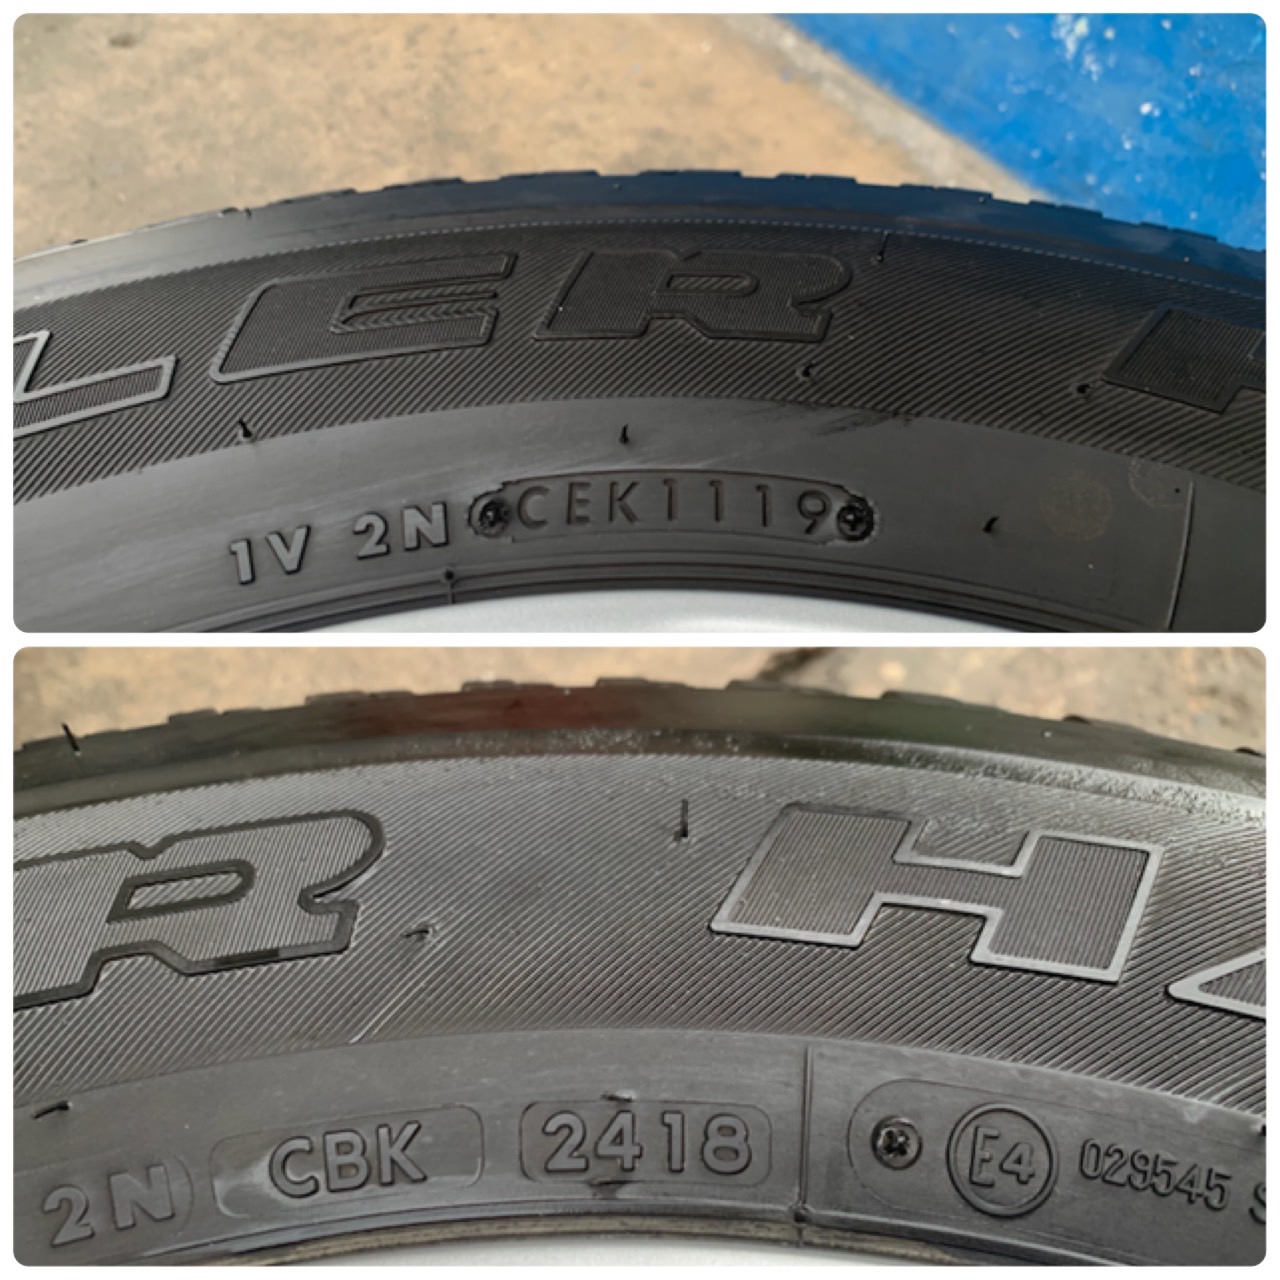 LER H
1V 2N CEK1119
R H
2N CBK 2418 E4 029545 S